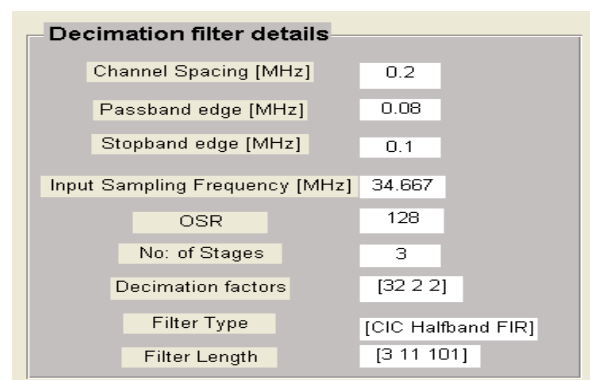 Decimation filter details
Channel Spacing [MHz] 0.2
Passband edge [MHz] 0.08
Stopband edge [MHz] 0.1
Input Sampling Frequency [MHz] 34.667
OSR 128
No: of Stages 3
Decimation factors [32 2 2]
Filter Type [CIC Halfband FIR]
Filter Length [3 11 101]